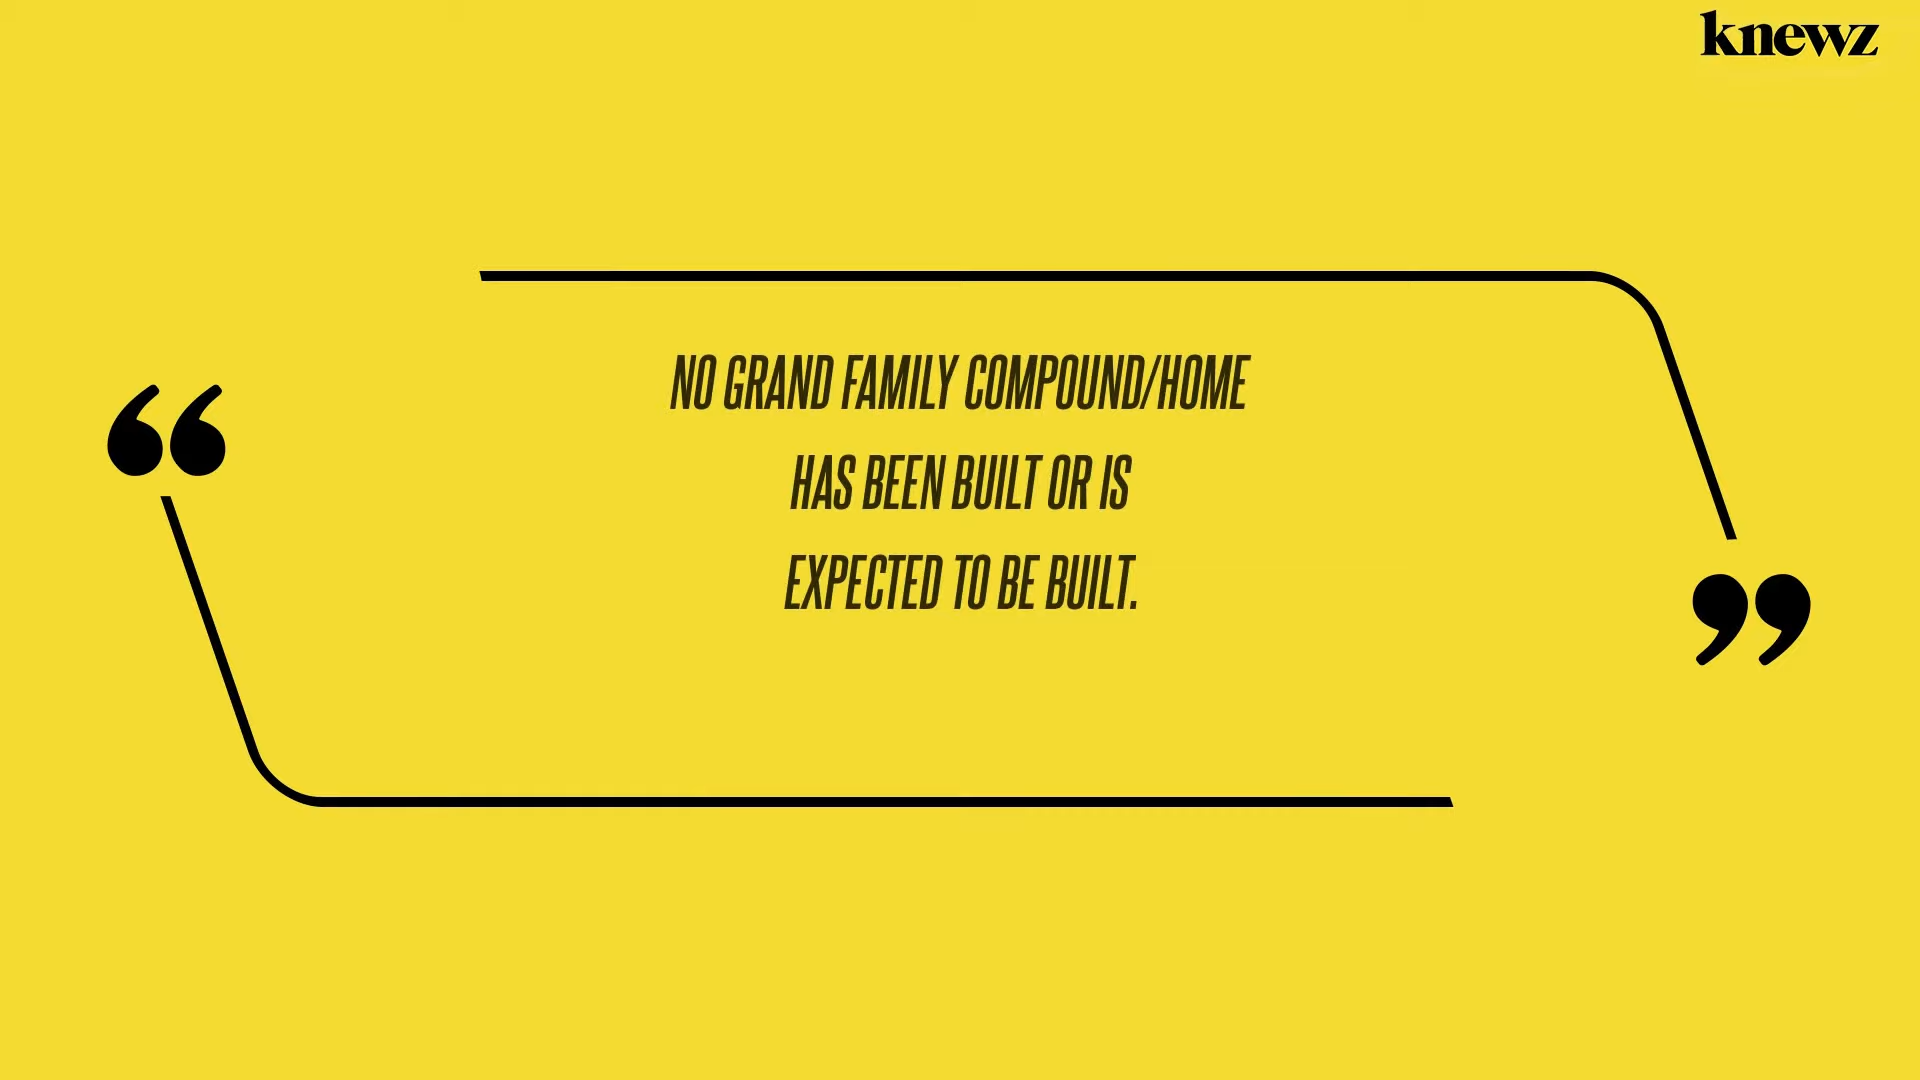 knewz
NO GRAND FAMILY COMPOUND/HOME
HAS BEEN BUILT OR IS
EXPECTED TO BE BUILT.